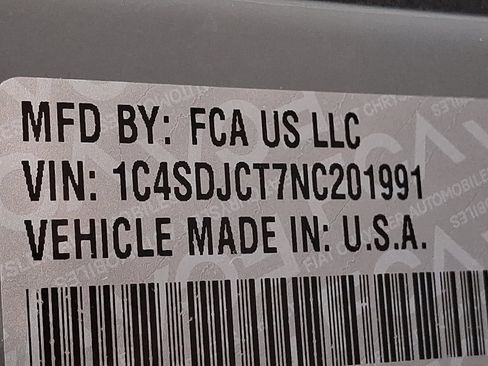 MFD BY: FCA US LLC
VIN: 1C4SDJCT7NC201991
VEHICLE MADE IN: U.S.A.